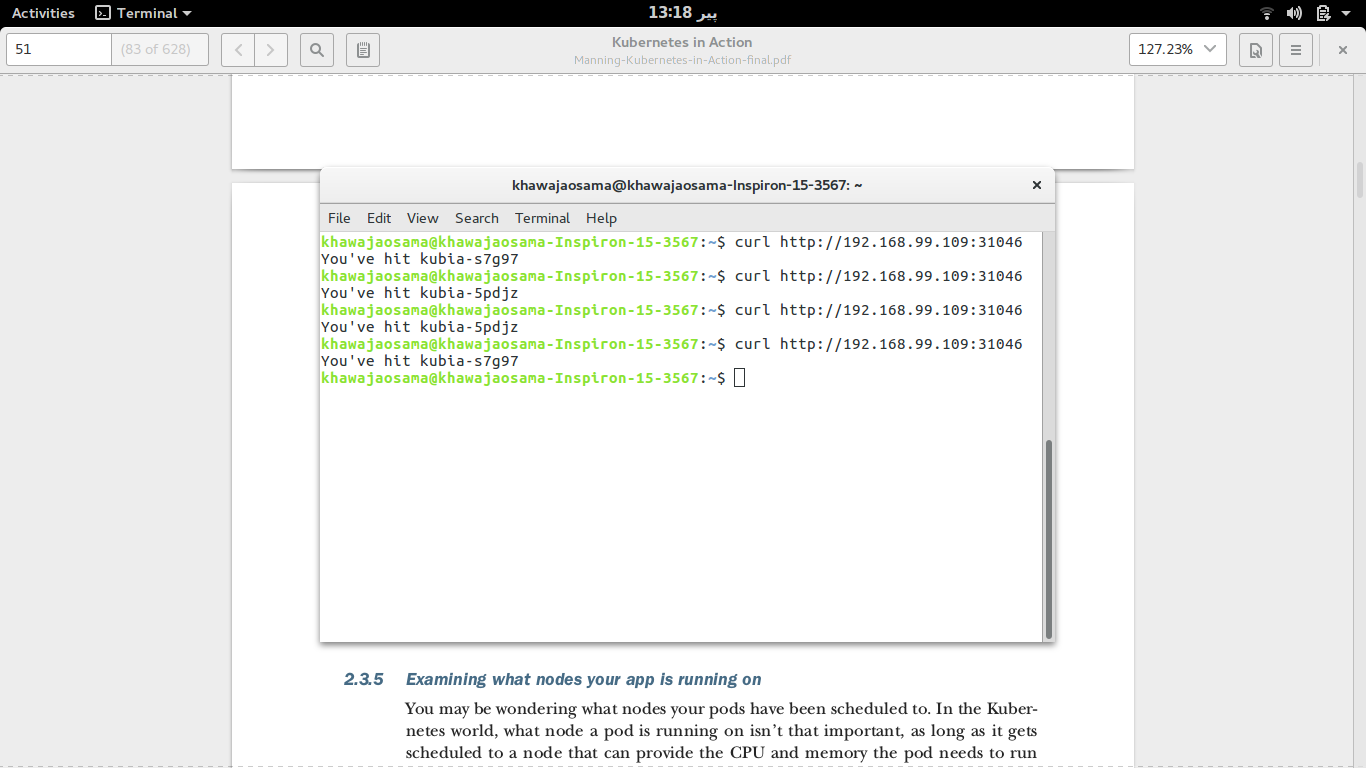 Activities Terminal 13:18 پیر
51 (83 of 628) Kubernetes in Action 127.23%
Manning-Kubernetes-in-Action-final.pdf
khawajaosama@khawajaosama-Inspiron-15-3567: ~
File Edit View Search Terminal Help
khawajaosama@khawajaosama-Inspiron-15-3567:~$ curl http://192.168.99.109:31046
You've hit kubia-s7g97
khawajaosama@khawajaosama-Inspiron-15-3567:~$ curl http://192.168.99.109:31046
You've hit kubia-5pdjz
khawajaosama@khawajaosama-Inspiron-15-3567:~$ curl http://192.168.99.109:31046
You've hit kubia-5pdjz
khawajaosama@khawajaosama-Inspiron-15-3567:~$ curl http://192.168.99.109:31046
You've hit kubia-s7g97
khawajaosama@khawajaosama-Inspiron-15-3567:~$
2.3.5 Examining what nodes your app is running on
You may be wondering what nodes your pods have been scheduled to. In the Kuber-
netes world, what node a pod is running on isn't that important, as long as it gets
scheduled to a node that can provide the CPU and memory the pod needs to run